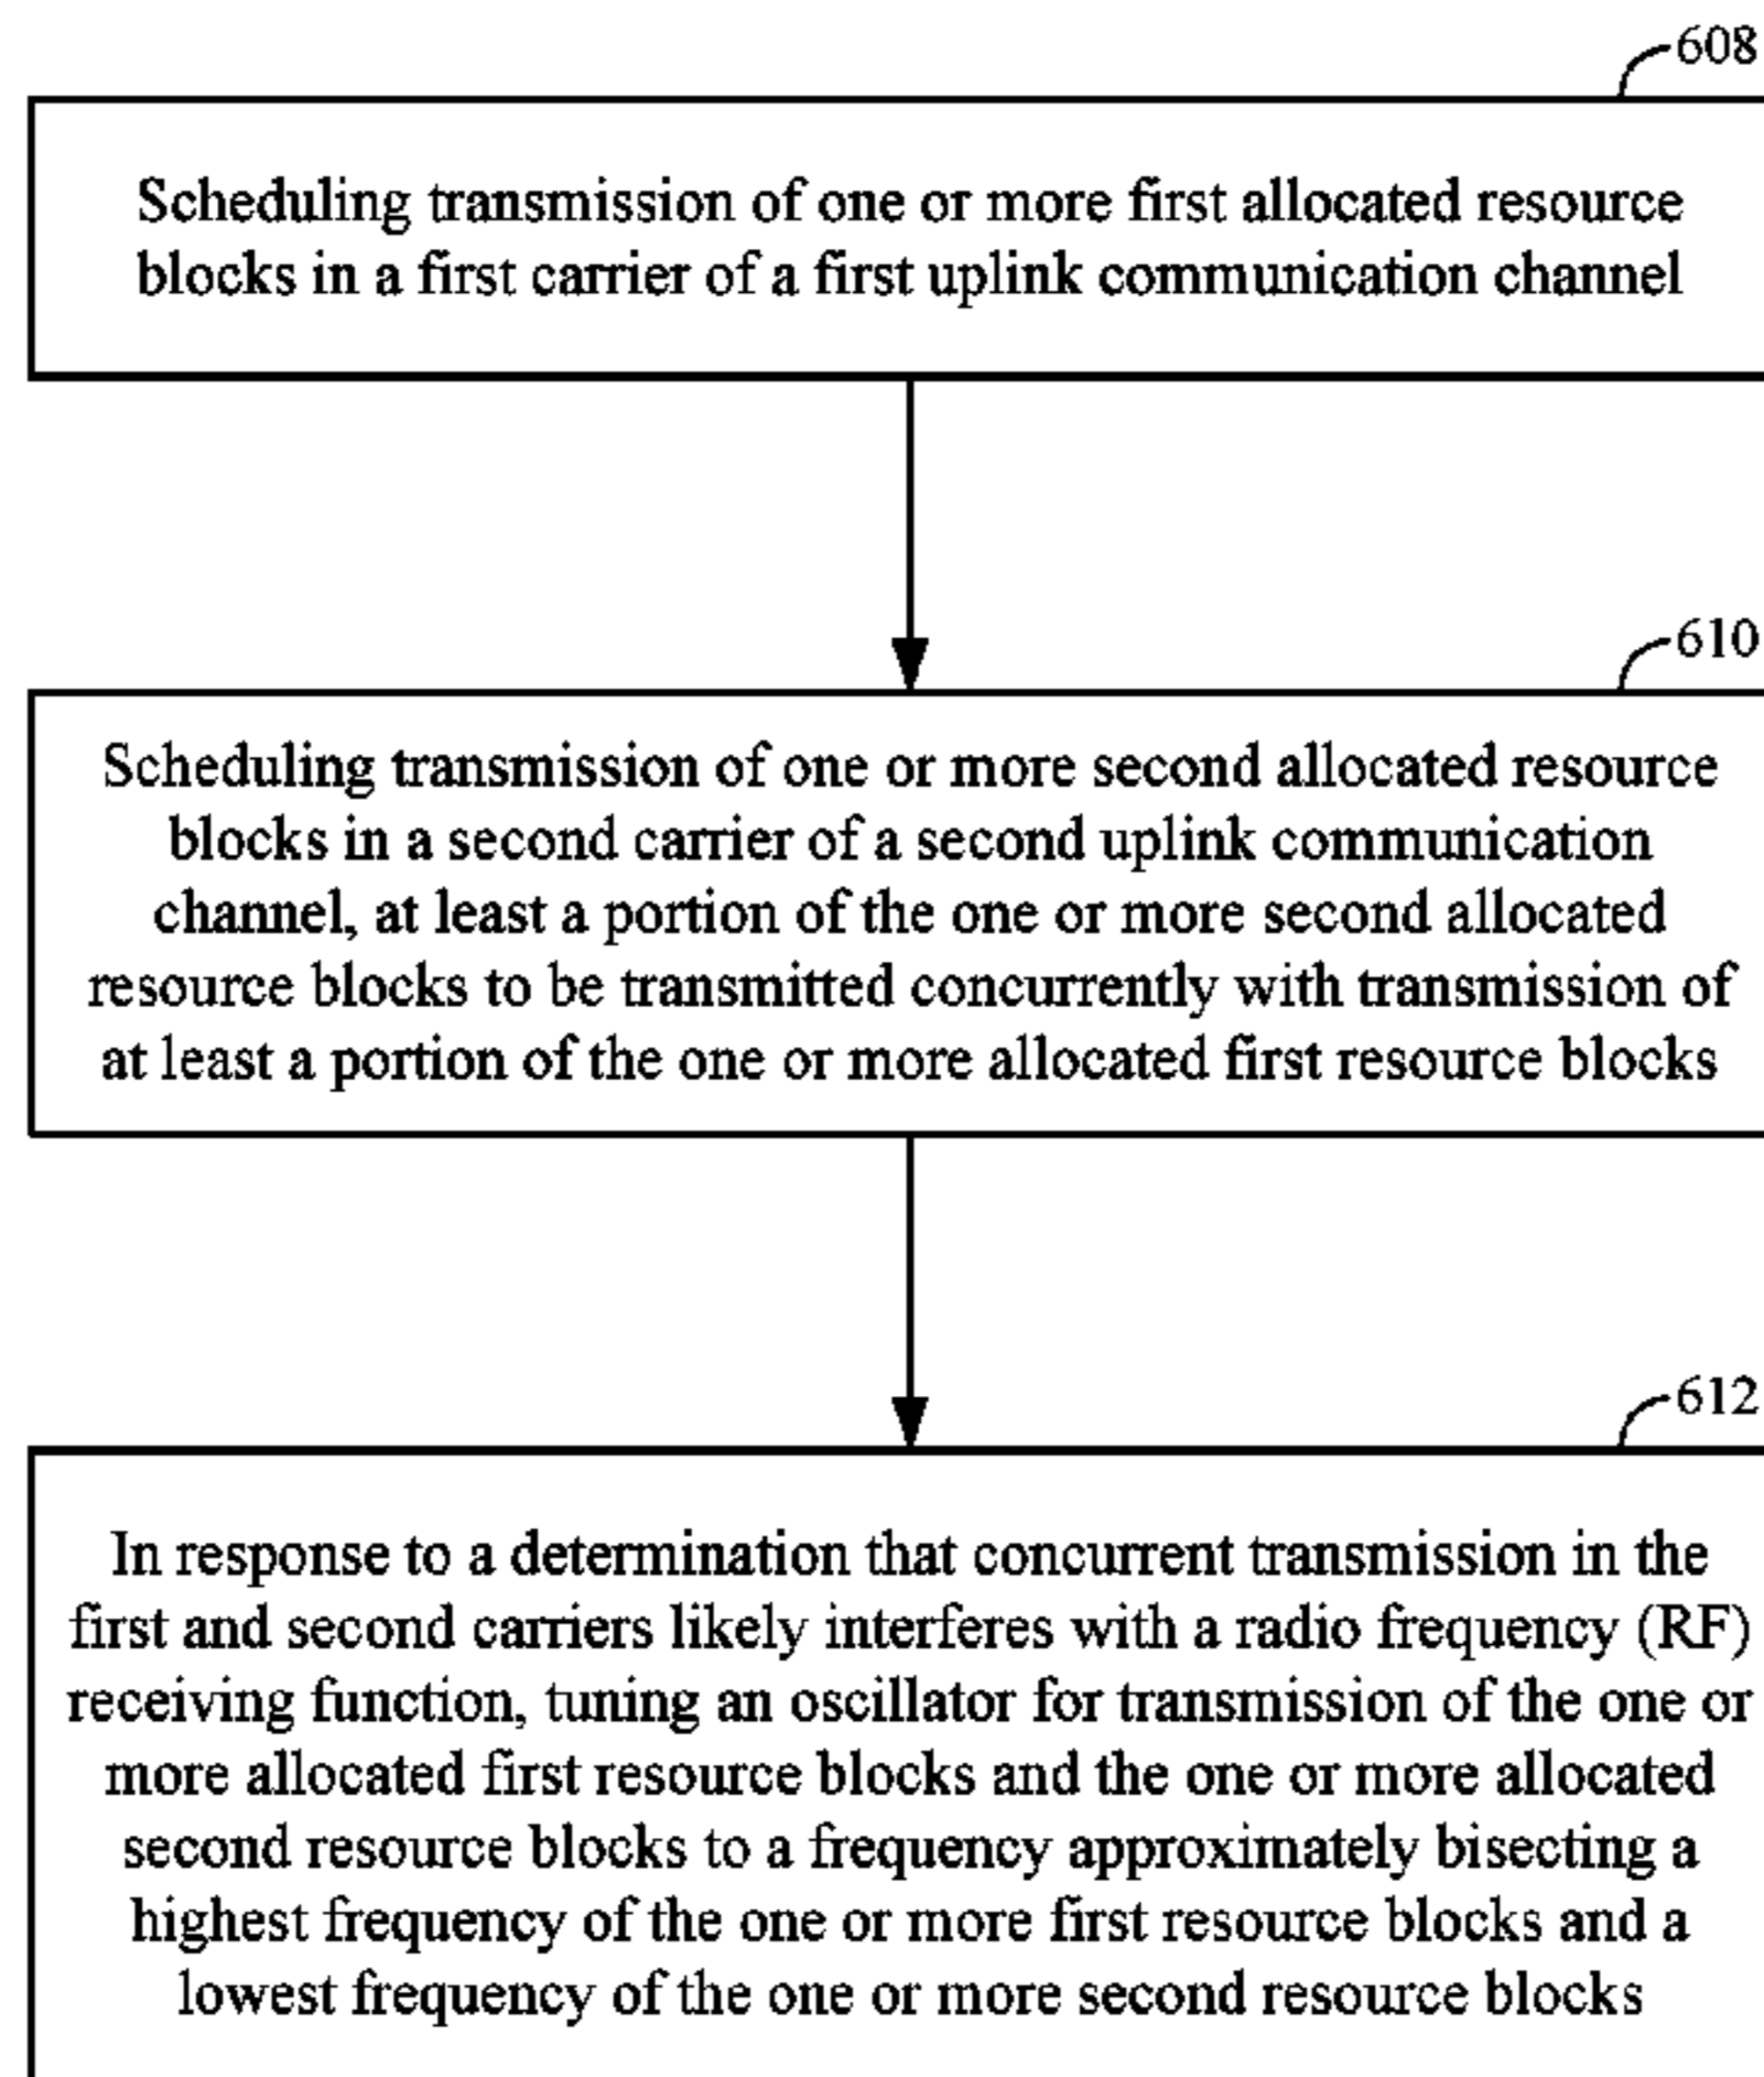 608
Scheduling transmission of one or more first allocated resource
blocks in a first carrier of a first uplink communication channel
610
Scheduling transmission of one or more second allocated resource
blocks in a second carrier of a second uplink communication
channel, at least a portion of the one or more second allocated
resource blocks to be transmitted concurrently with transmission of
at least a portion of the one or more allocated first resource blocks
612
In response to a determination that concurrent transmission in the
first and second carriers likely interferes with a radio frequency (RF)
receiving function, tuning an oscillator for transmission of the one or
more allocated first resource blocks and the one or more allocated
second resource blocks to a frequency approximately bisecting a
highest frequency of the one or more first resource blocks and a
lowest frequency of the one or more second resource blocks